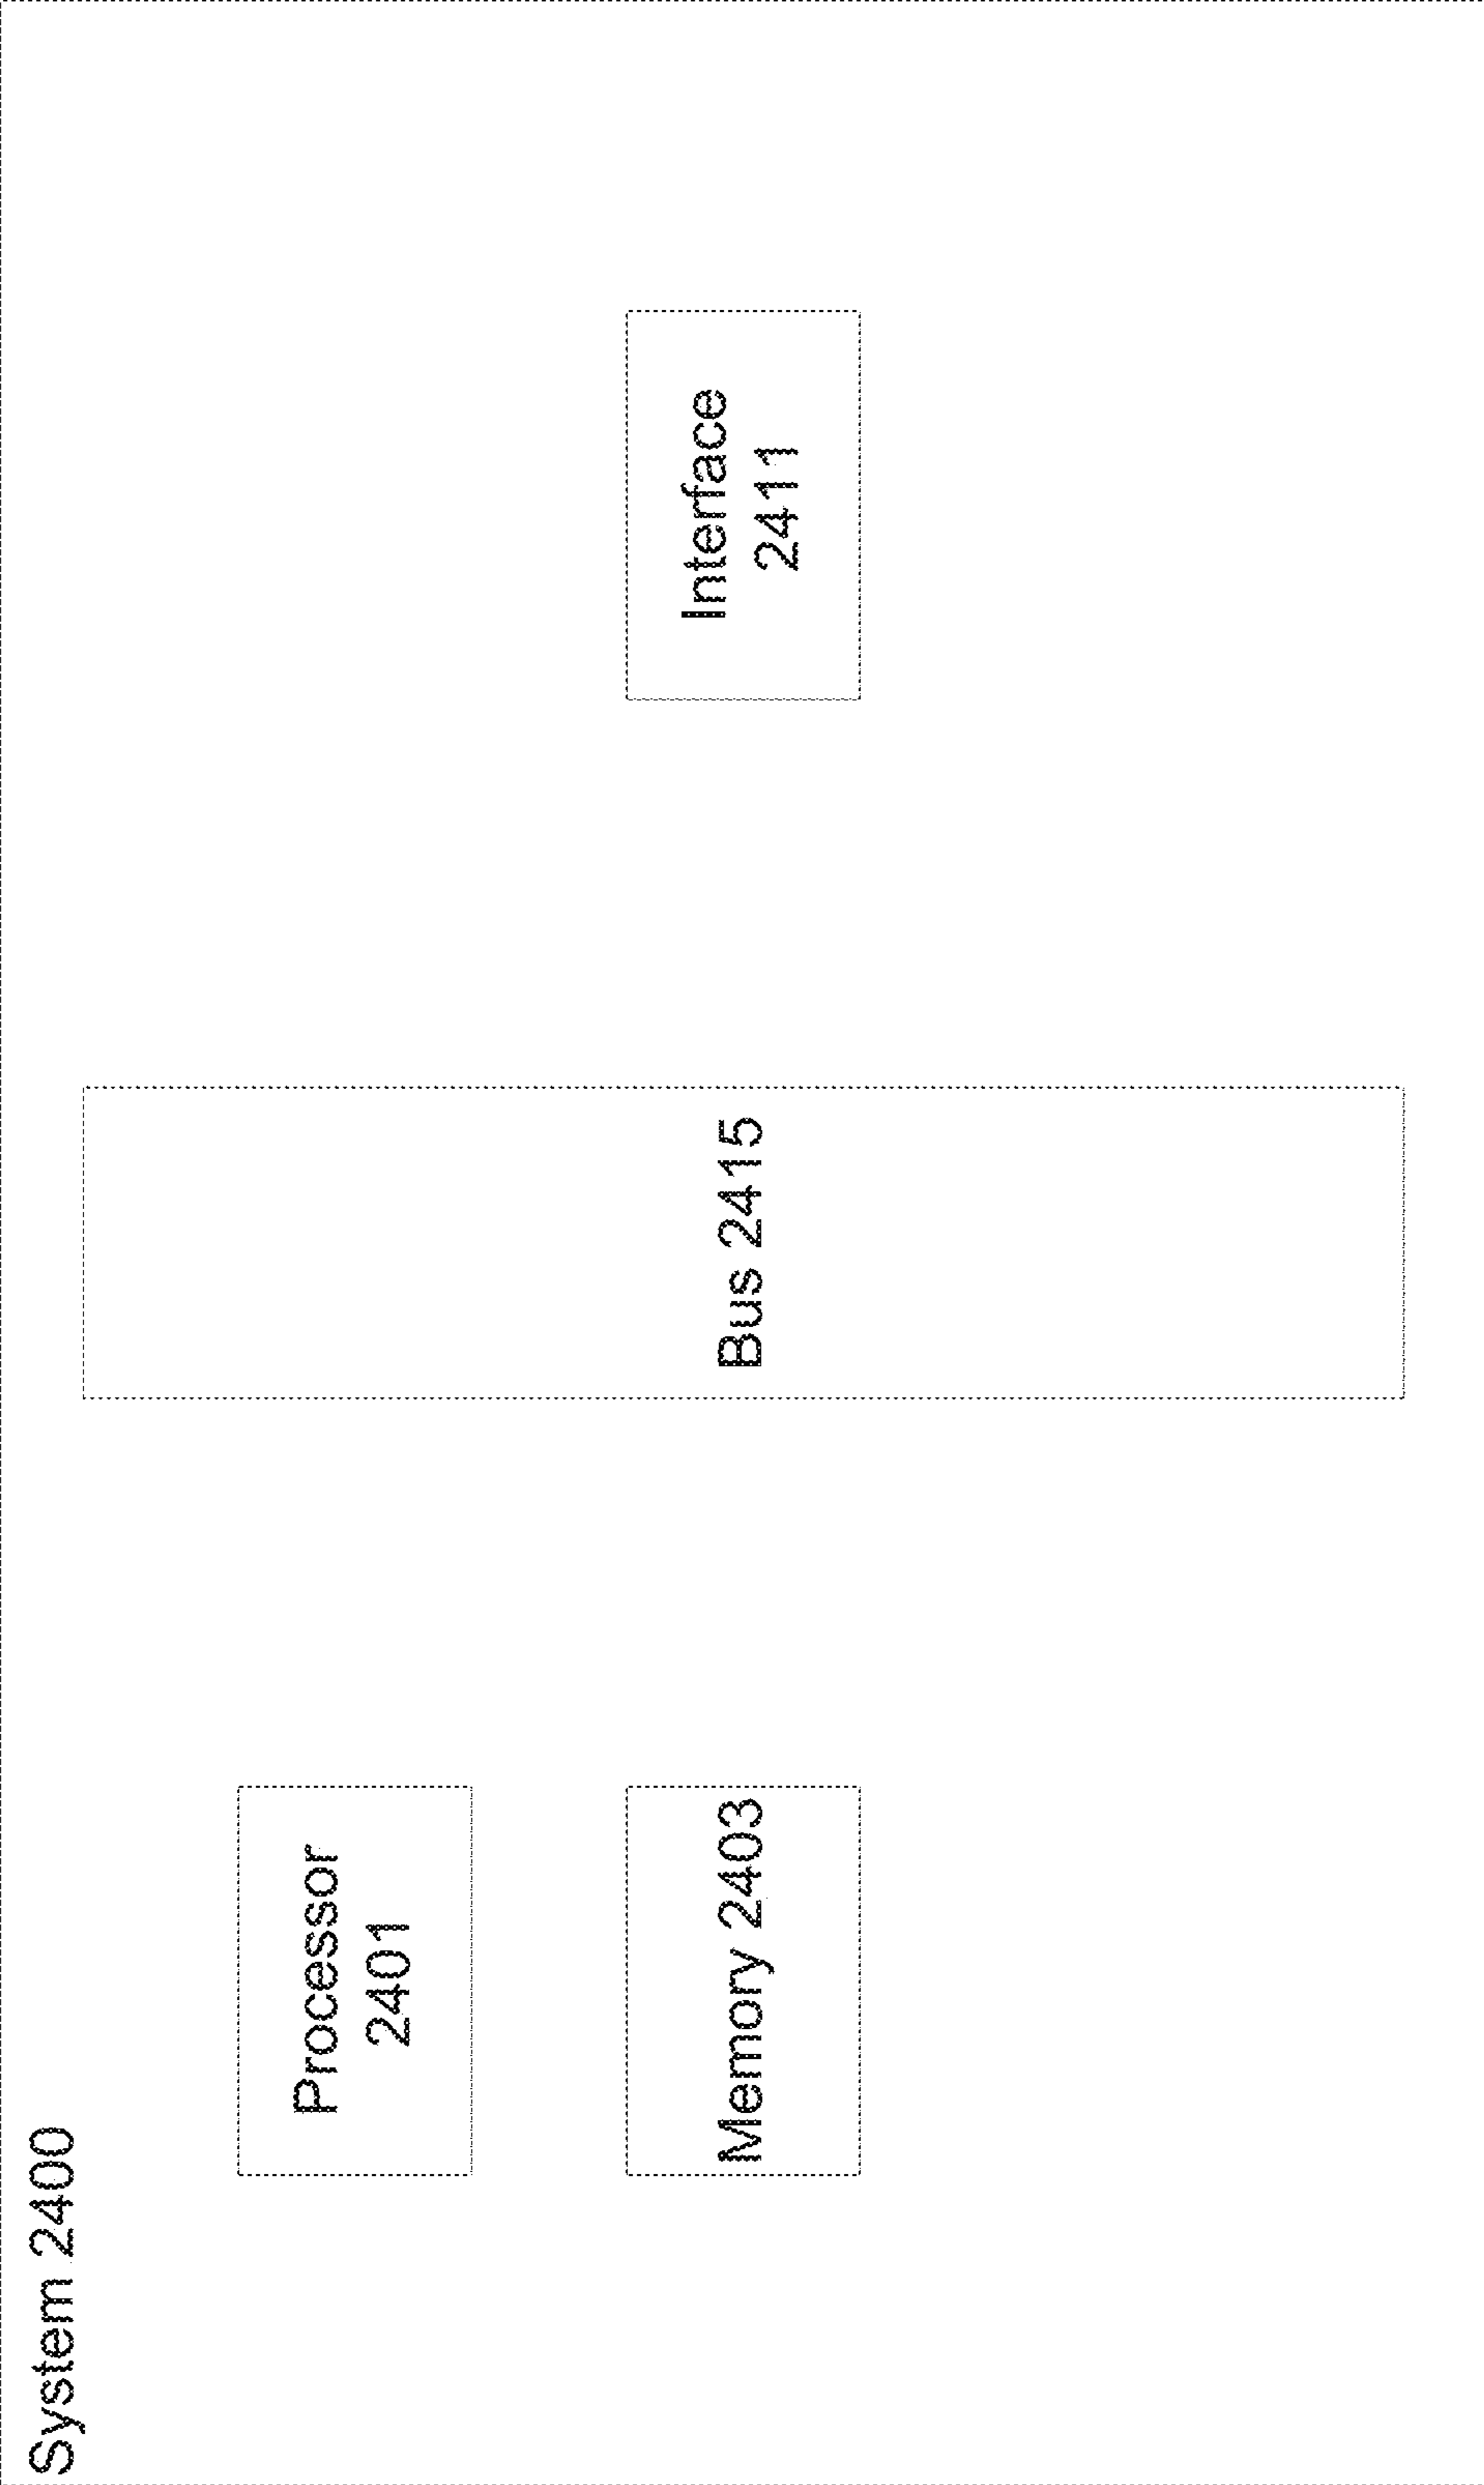 System 2400
Processor
2401
Memory 2403
Bus 2415
Interface
2411